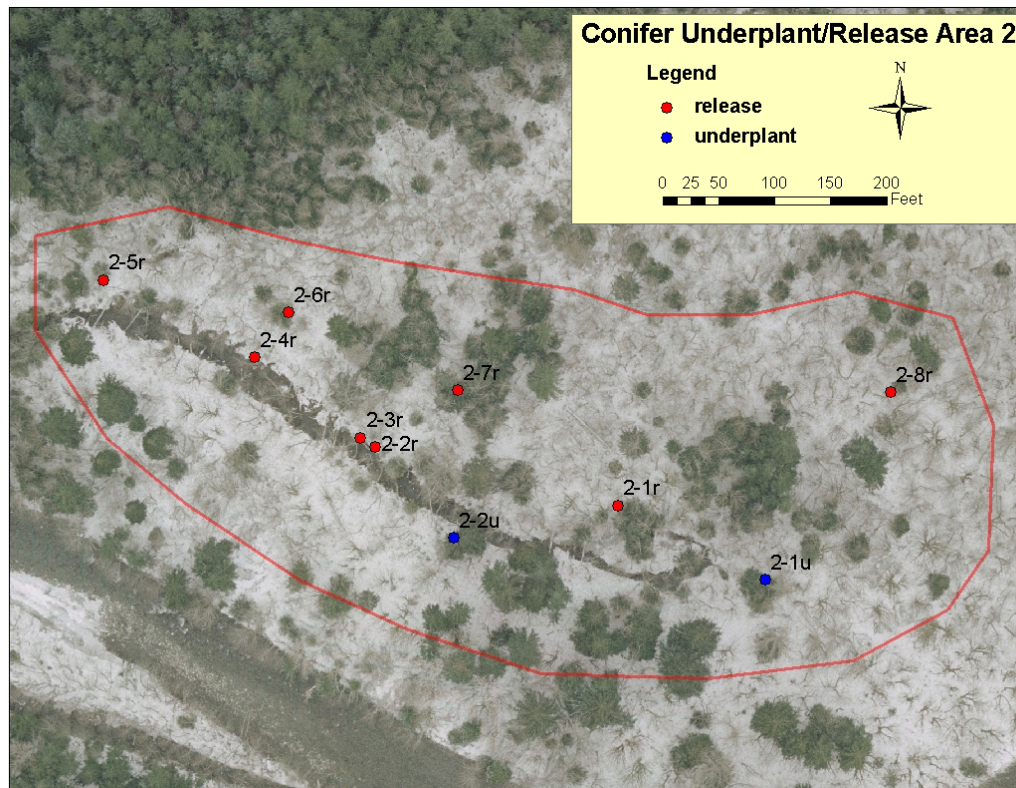 Conifer Underplant/Release Area 2
Legend
N
release
underplant
0 25 50 100 150 200
Feet
2-5r
2-6r
2-4r
2-7r
2-8r
2-3r
2-2r
2-1r
2-2u
2-1u